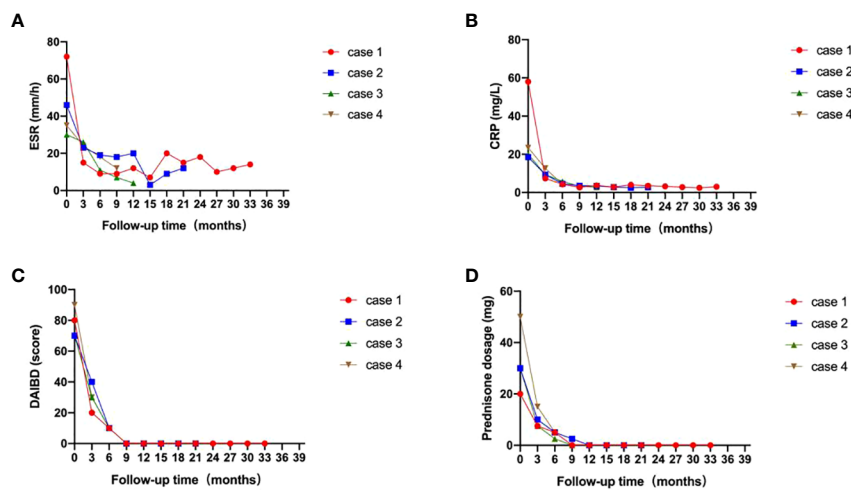 A
ESR (mm/h)
80
60
40
20
0
0 3 6 9 12 15 18 21 24 27 30 33 36 39
Follow-up time (months)
case 1
case 2
case 3
case 4
B
CRP (mg/L)
80
60
40
20
0
0 3 6 9 12 15 18 21 24 27 30 33 36 39
Follow-up time (months)
case 1
case 2
case 3
case 4
C
DAIBD (score)
100
80
60
40
20
0
0 3 6 9 12 15 18 21 24 27 30 33 36 39
Follow-up time (months)
case 1
case 2
case 3
case 4
D
Prednisone dosage (mg)
60
40
20
0
0 3 6 9 12 15 18 21 24 27 30 33 36 39
Follow-up time (months)
case 1
case 2
case 3
case 4